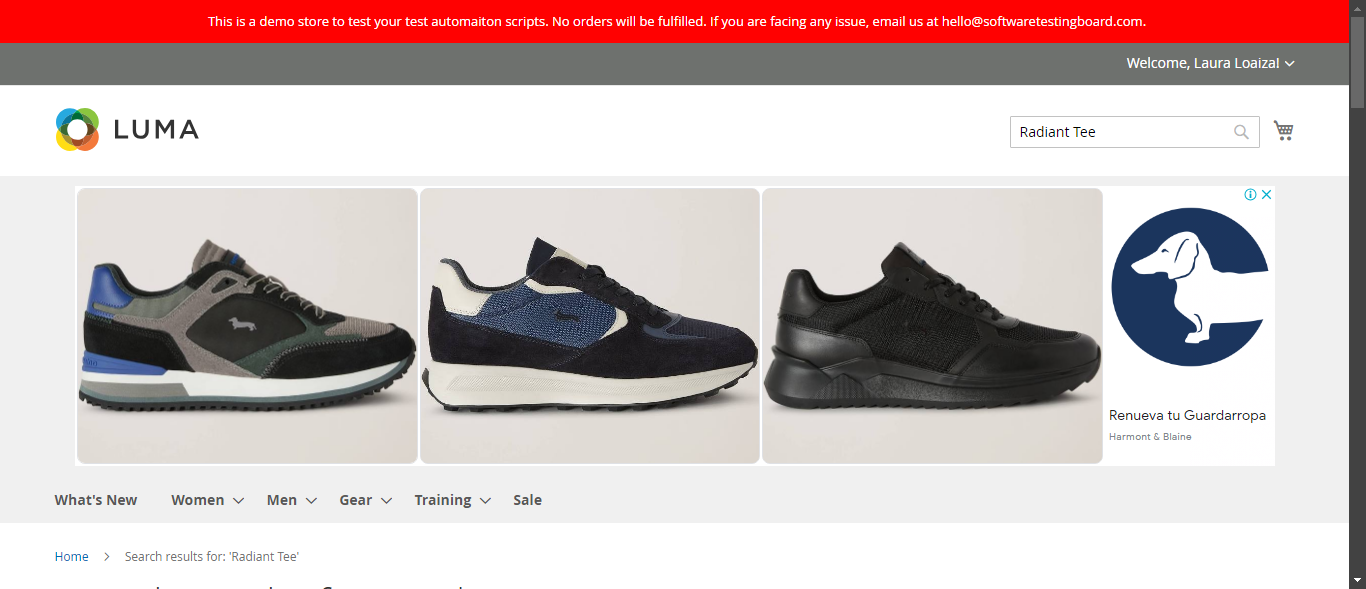 This is a demo store to test your test automaiton scripts. No orders will be fulfilled. If you are facing any issue, email us at hello@softwaretestingboard.com.
Welcome, Laura Loaiza!
LUMA
Radiant Tee
Renueva tu Guardarropa
Harmont & Blaine
What's New Women Men Gear Training Sale
Home Search results for: 'Radiant Tee'